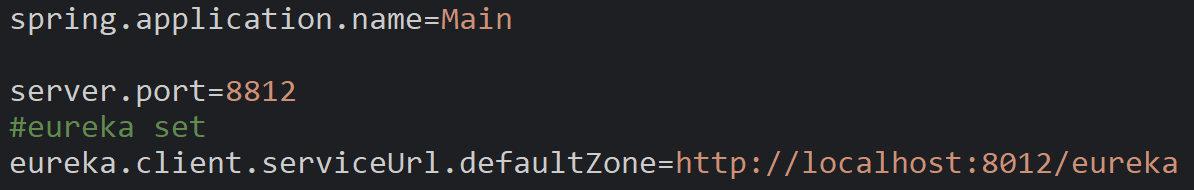 spring.application.name=Main
server.port=8812
#eureka set
eureka.client.serviceUrl.defaultZone=http://localhost:8012/eureka